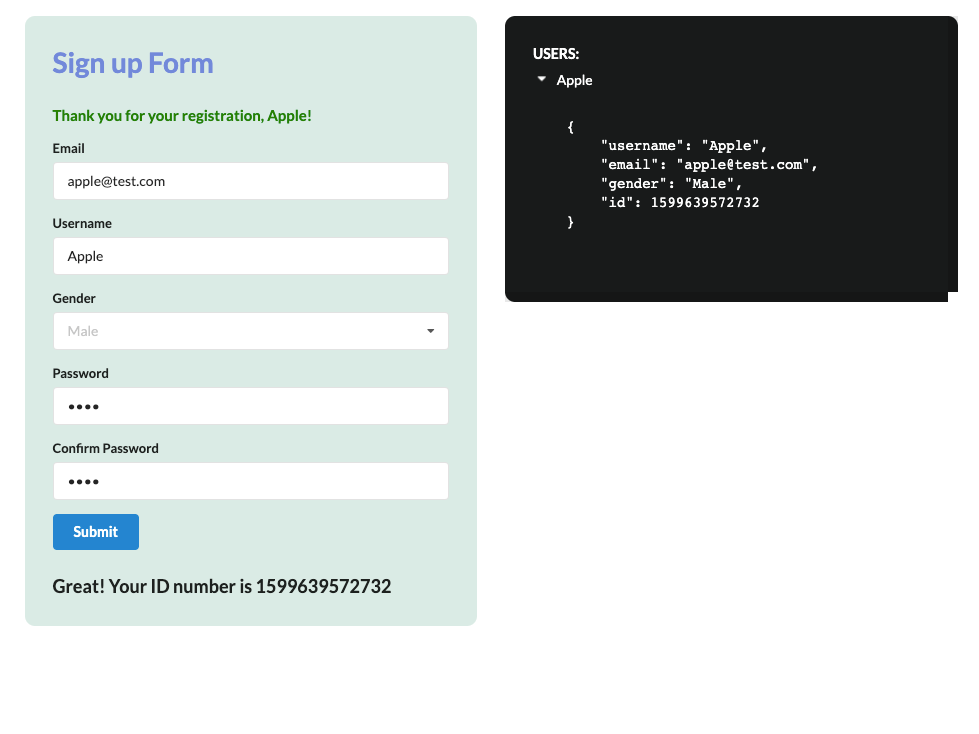 Sign up Form
Thank you for your registration, Apple!
Email
apple@test.com
Username
Apple
Gender
Male
Password
••••
Confirm Password
••••
Submit
Great! Your ID number is 1599639572732
USERS:
Apple
{
"username": "Apple",
"email": "apple@test.com",
"gender": "Male",
"id": 1599639572732
}